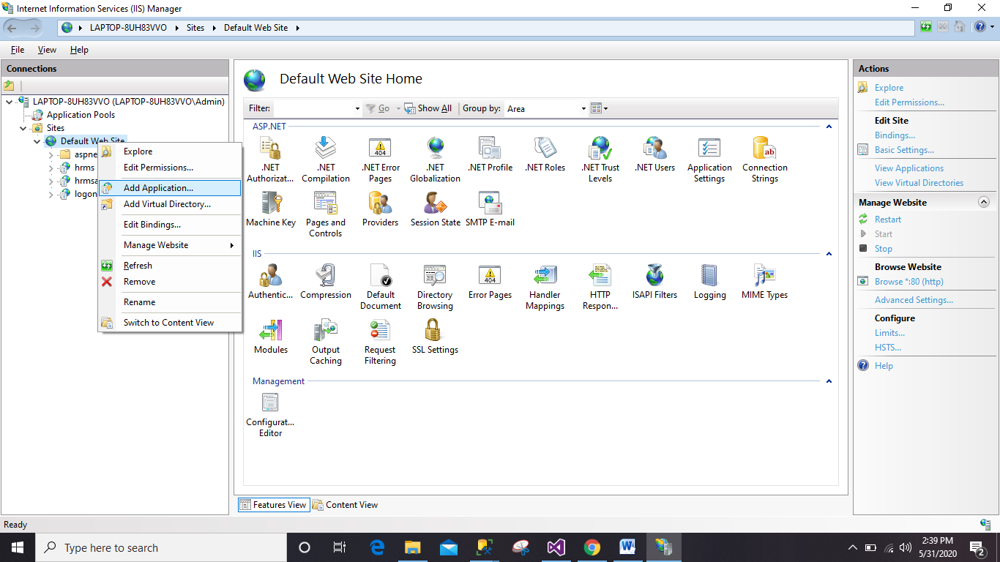 Internet Information Services (IIS) Manager
LAPTOP-8UH83VVO Sites Default Web Site
File View Help
Connections
LAPTOP-8UH83VVO (LAPTOP-8UH83VVO\Admin)
Application Pools
Sites
Default Web Site
aspne
hrms
hrmsa
logon
Explore
Edit Permissions...
Add Application...
Add Virtual Directory...
Edit Bindings...
Manage Website
Refresh
Remove
Rename
Switch to Content View
Default Web Site Home
Filter: Go Show All Group by: Area
ASP.NET
.NET Authorizat...
.NET Compilation
.NET Error Pages
.NET Globalization
.NET Profile
.NET Roles
.NET Trust Levels
.NET Users
Application Settings
Connection Strings
Machine Key
Pages and Controls
Providers
Session State
SMTP E-mail
IIS
Authentic...
Compression
Default Document
Directory Browsing
Error Pages
Handler Mappings
HTTP Respon...
ISAPI Filters
Logging
MIME Types
Modules
Output Caching
Request Filtering
SSL Settings
Management
Configurat... Editor
Features View Content View
Actions
Explore
Edit Permissions...
Edit Site
Bindings...
Basic Settings...
View Applications
View Virtual Directories
Manage Website
Restart
Start
Stop
Browse Website
Browse *:80 (http)
Advanced Settings...
Configure
Limits...
HSTS...
Help
Ready
Type here to search
2:39 PM
5/31/2020
2